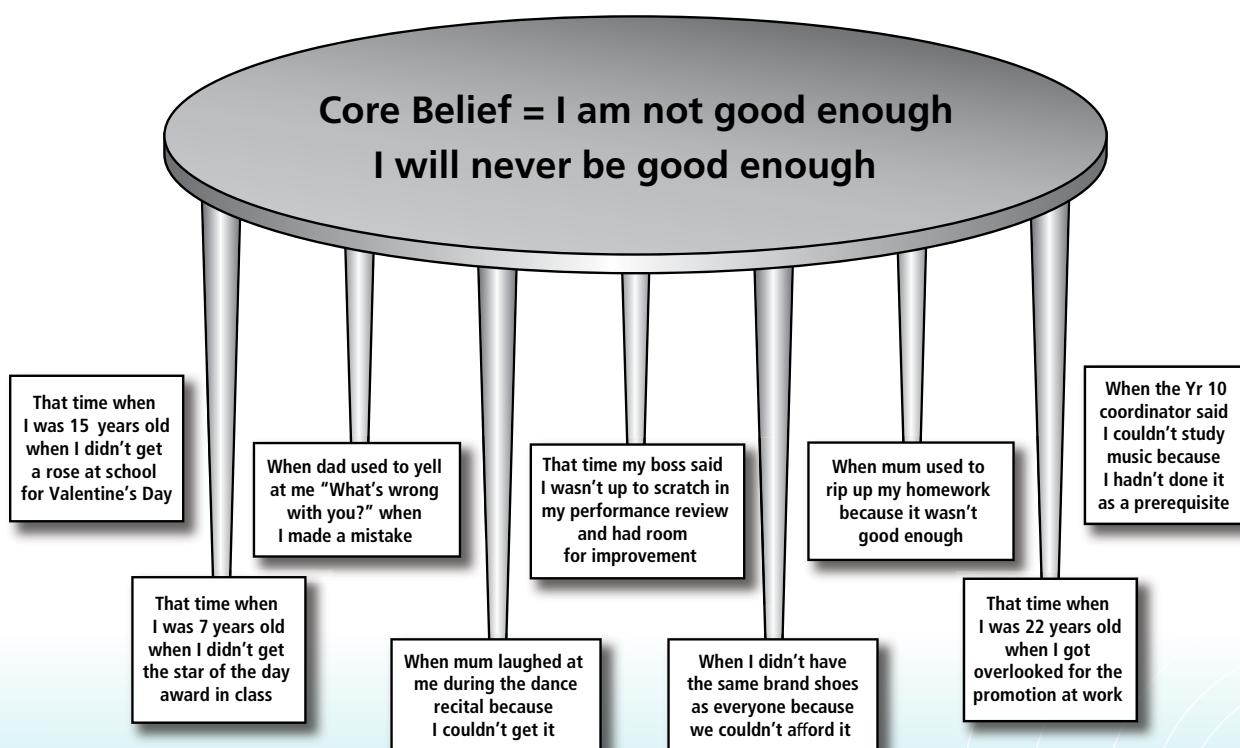 Core Belief = I am not good enough
I will never be good enough
That time when
I was 15 years old
when I didn't get
a rose at school
for Valentine's Day
When dad used to yell
at me “What's wrong
with you?” when
I made a mistake
That time my boss said
I wasn't up to scratch in
my performance review
and had room
for improvement
When mum used to
rip up my homework
because it wasn't
good enough
When the Yr 10
coordinator said
I couldn't study
music because
I hadn't done it
as a prerequisite
That time when
I was 7 years old
when I didn't get
the star of the day
award in class
When mum laughed at
me during the dance
recital because
I couldn't get it
When I didn't have
the same brand shoes
as everyone because
we couldn't afford it
That time when
I was 22 years old
when I got
overlooked for the
promotion at work